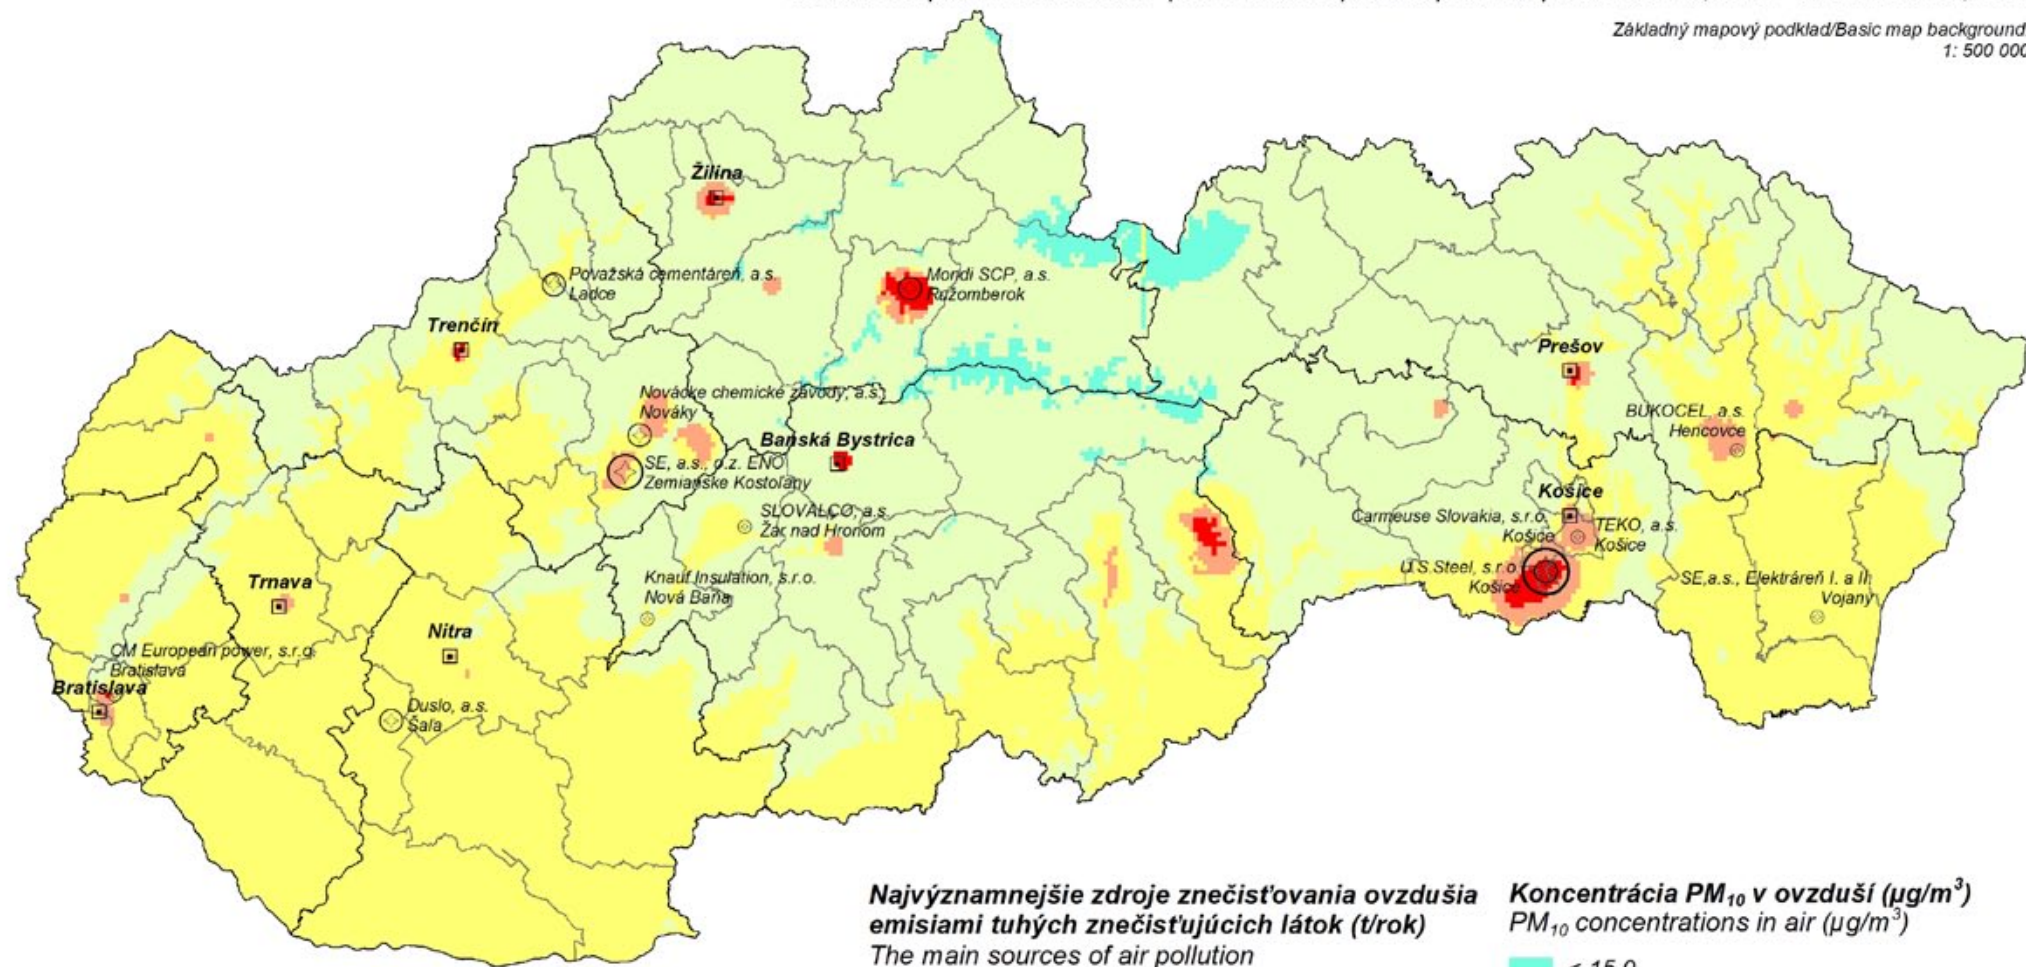 Základný mapový podklad/Basic map background:
1: 500 000
Žilina
Považská cementáreň, a.s.
Ladce
Mondi SCP, a.s.
Ružomberok
Trenčín
Prešov
Novácke chemické závody, a.s.
Nováky
BUKOCEL, a.s.
Hencovce
Banská Bystrica
SE, a.s., o.z. ENO
Zemianske Kostoľany
Košice
SLOVALCO, a.s.
Žiar nad Hronom
Carmeuse Slovakia, s.r.o.
Košice
TEKO, a.s.
Košice
U.S.Steel, s.r.o.
Košice
Knauf Insulation, s.r.o.
Nová Baňa
SE,a.s., Elektráreň I. a II.
Vojany
Trnava
Nitra
CM European power, s.r.o.
Bratislava
Bratislava
Duslo, a.s.
Šaľa
Najvýznamnejšie zdroje znečisťovania ovzdušia
emisiami tuhých znečisťujúcich látok (t/rok)
The main sources of air pollution
Koncentrácia PM₁₀ v ovzduší (µg/m³)
PM₁₀ concentrations in air (µg/m³)
< 15,0